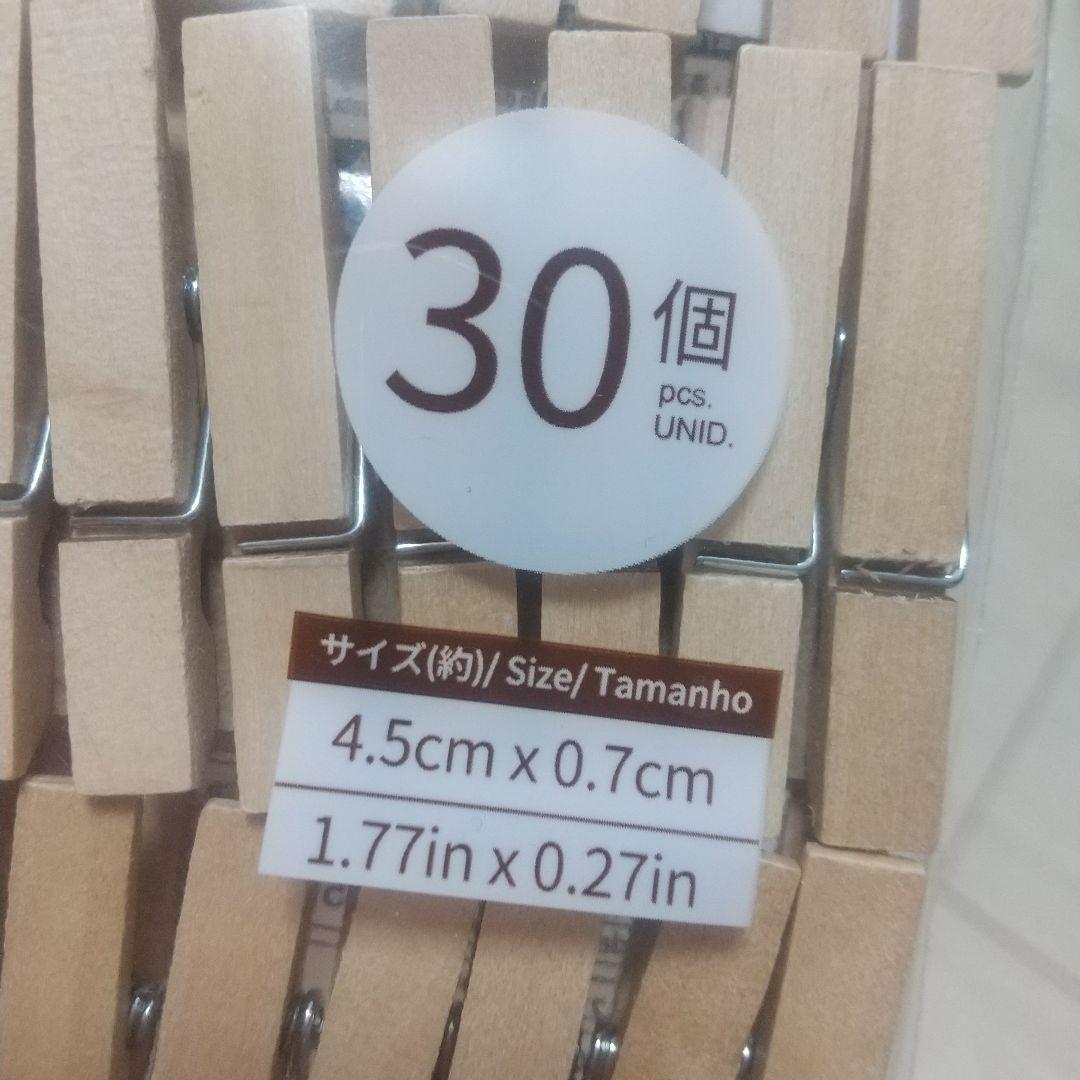 30個
pcs.
UNID.
サイズ(約)/ Size/ Tamanho
4.5cm x 0.7cm
1.77in x 0.27in